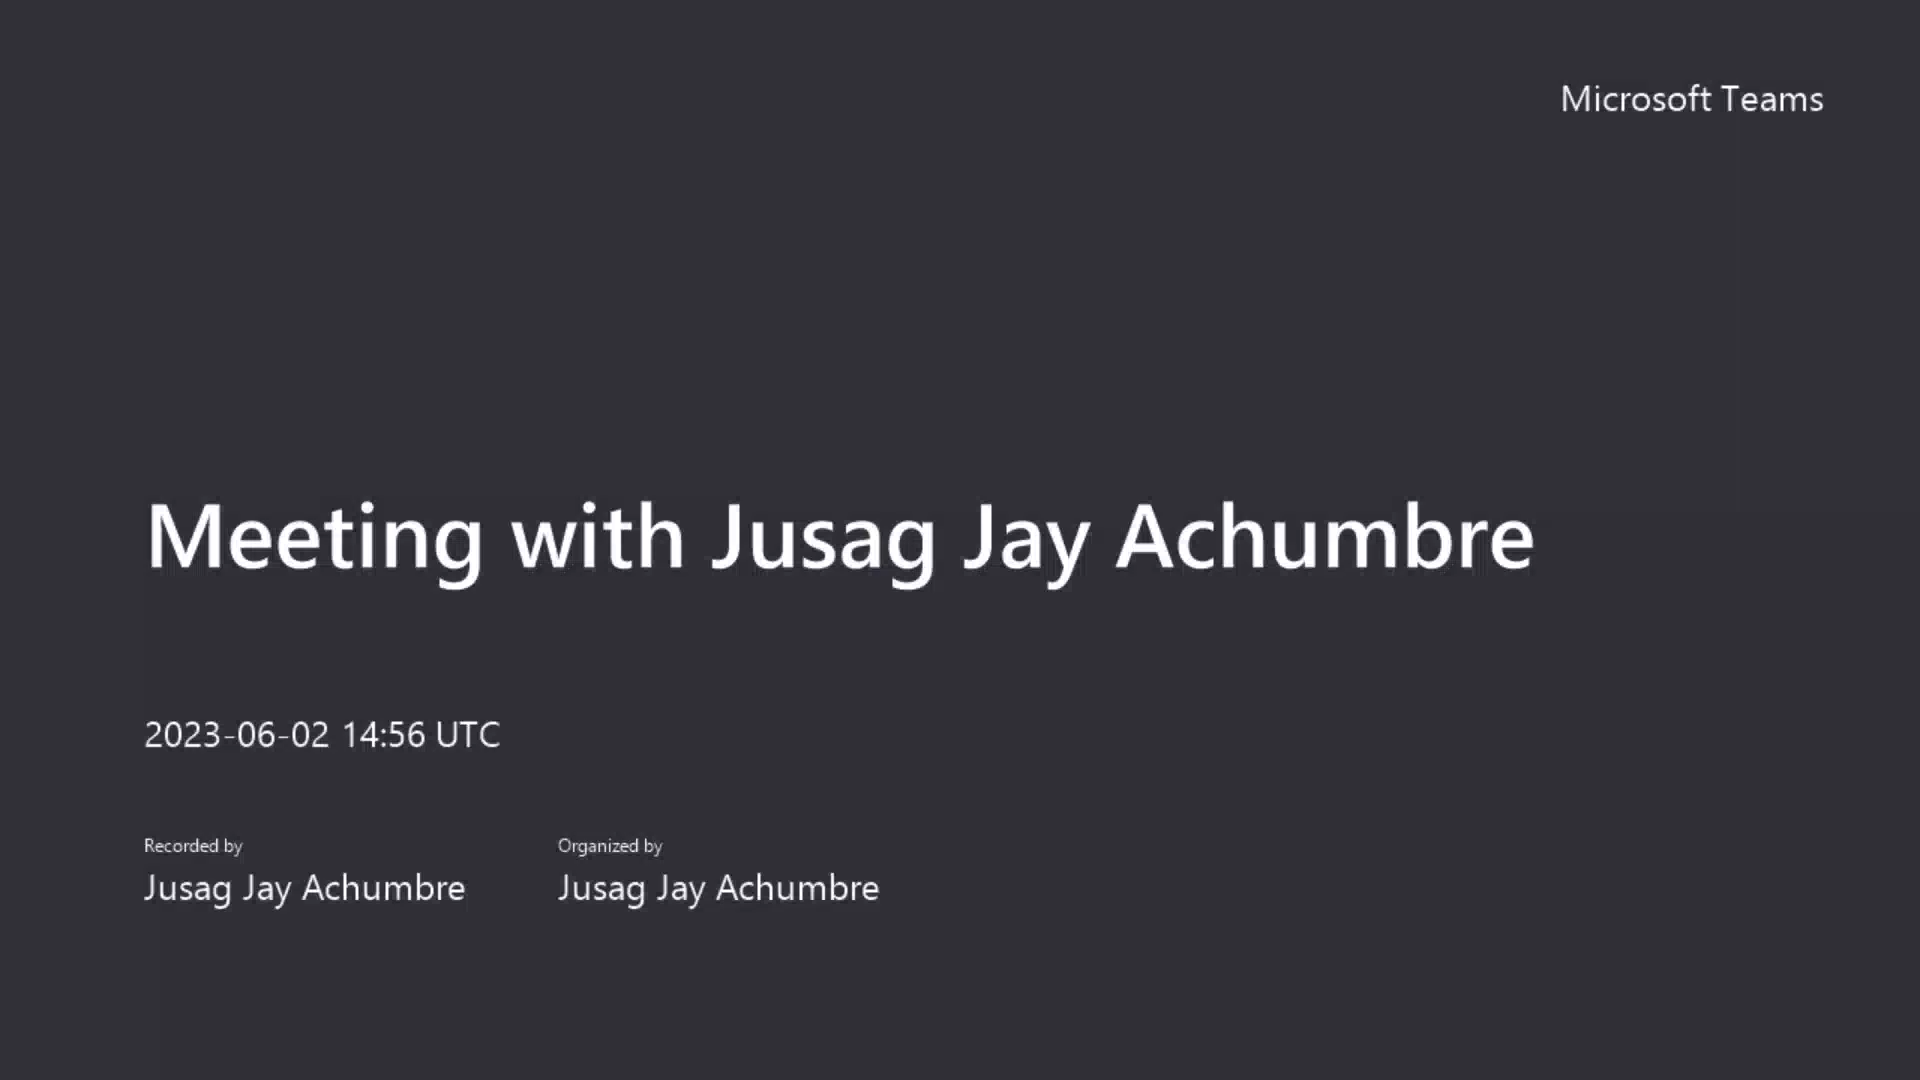 Microsoft Teams
Meeting with Jusag Jay Achumbre
2023-06-02 14:56 UTC
Recorded by
Jusag Jay Achumbre
Organized by
Jusag Jay Achumbre